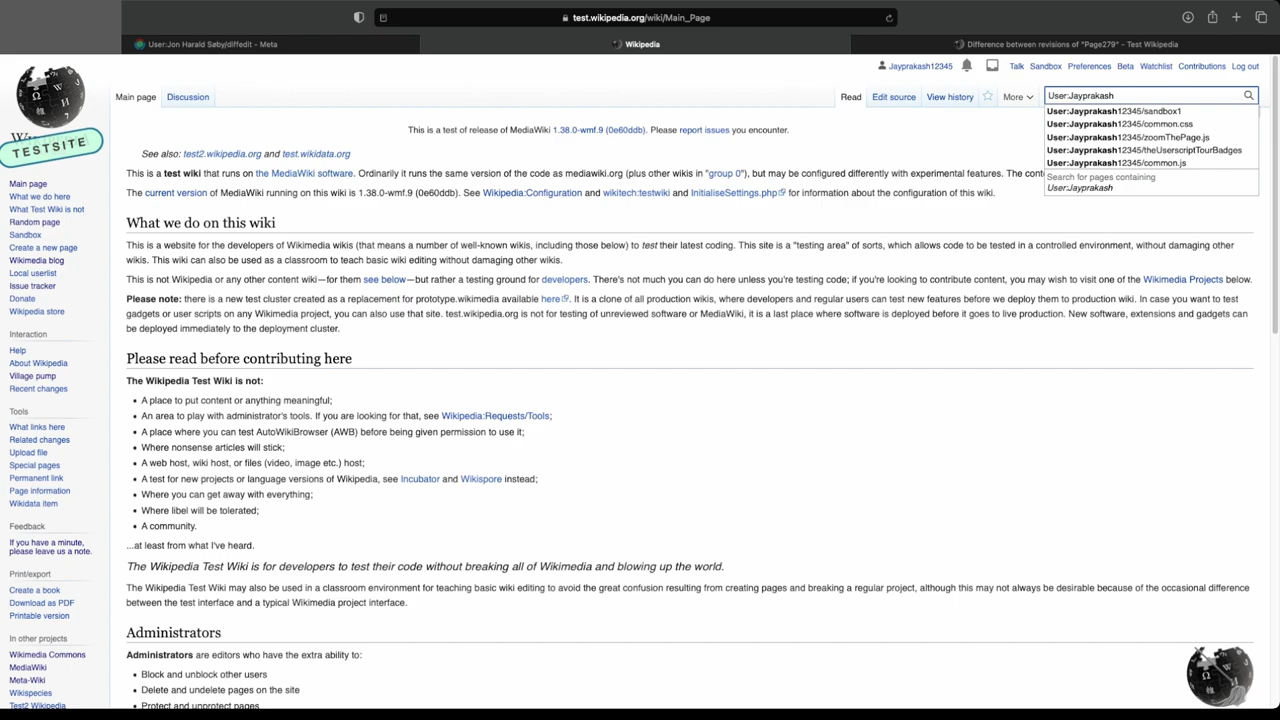 test.wikipedia.org/wiki/Main_Page
User:Jon Harald Søby/diffedit - Meta
Wikipedia
Difference between revisions of "Page279" - Test Wikipedia
Jayprakash12345
Talk
Sandbox
Preferences
Beta
Watchlist
Contributions
Log out
TESTSITE
Main page
Discussion
Read
Edit source
View history
More
User:Jayprakash
User:Jayprakash12345/sandbox1
User:Jayprakash12345/common.css
User:Jayprakash12345/zoomThePage.js
User:Jayprakash12345/theUserscriptTourBadges
User:Jayprakash12345/common.js
Search for pages containing
User:Jayprakash
Main page
What we do here
What Test Wiki is not
Random page
Sandbox
Create a new page
Wikimedia blog
Local userlist
Issue tracker
Donate
Wikipedia store
Interaction
Help
About Wikipedia
Village pump
Recent changes
Tools
What links here
Related changes
Upload file
Special pages
Permanent link
Page information
Wikidata item
Feedback
If you have a minute,
please leave us a note.
Print/export
Create a book
Download as PDF
Printable version
In other projects
Wikimedia Commons
MediaWiki
Meta-Wiki
Wikispecies
Test2 Wikipedia
This is a test of release of MediaWiki 1.38.0-wmf.9 (0e60ddb). Please report issues you encounter.
See also: test2.wikipedia.org and test.wikidata.org
This is a test wiki that runs on the MediaWiki software. Ordinarily it runs the same version of the code as mediawiki.org (plus other wikis in "group 0"), but may be configured differently with experimental features. The cont
The current version of MediaWiki running on this wiki is 1.38.0-wmf.9 (0e60ddb). See Wikipedia:Configuration and wikitech:testwiki and InitialiseSettings.php for information about the configuration of this wiki.
What we do on this wiki
This is a website for the developers of Wikimedia wikis (that means a number of well-known wikis, including those below) to test their latest coding. This site is a "testing area" of sorts, which allows code to be tested in a controlled environment, without damaging other
wikis. This wiki can also be used as a classroom to teach basic wiki editing without damaging other wikis.
This is not Wikipedia or any other content wiki—for them see below—but rather a testing ground for developers. There's not much you can do here unless you're testing code; if you're looking to contribute content, you may wish to visit one of the Wikimedia Projects below.
Please note: there is a new test cluster created as a replacement for prototype.wikimedia available here. It is a clone of all production wikis, where developers and regular users can test new features before we deploy them to production wiki. In case you want to test
gadgets or user scripts on any Wikimedia project, you can also use that site. test.wikipedia.org is not for testing of unreviewed software or MediaWiki, it is a last place where software is deployed before it goes to live production. New software, extensions and gadgets can
be deployed immediately to the deployment cluster.
Please read before contributing here
The Wikipedia Test Wiki is not:
• A place to put content or anything meaningful;
• An area to play with administrator's tools. If you are looking for that, see Wikipedia:Requests/Tools;
• A place where you can test AutoWikiBrowser (AWB) before being given permission to use it;
• Where nonsense articles will stick;
• A web host, wiki host, or files (video, image etc.) host;
• A test for new projects or language versions of Wikipedia, see Incubator and Wikispore instead;
• Where you can get away with everything;
• Where libel will be tolerated;
• A community.
...at least from what I've heard.
The Wikipedia Test Wiki is for developers to test their code without breaking all of Wikimedia and blowing up the world.
The Wikipedia Test Wiki may also be used in a classroom environment for teaching basic wiki editing to avoid the great confusion resulting from creating pages and breaking a regular project, although this may not always be desirable because of the occasional difference
between the test interface and a typical Wikimedia project interface.
Administrators
Administrators are editors who have the extra ability to:
• Block and unblock other users
• Delete and undelete pages on the site
• Protect and unprotect pages